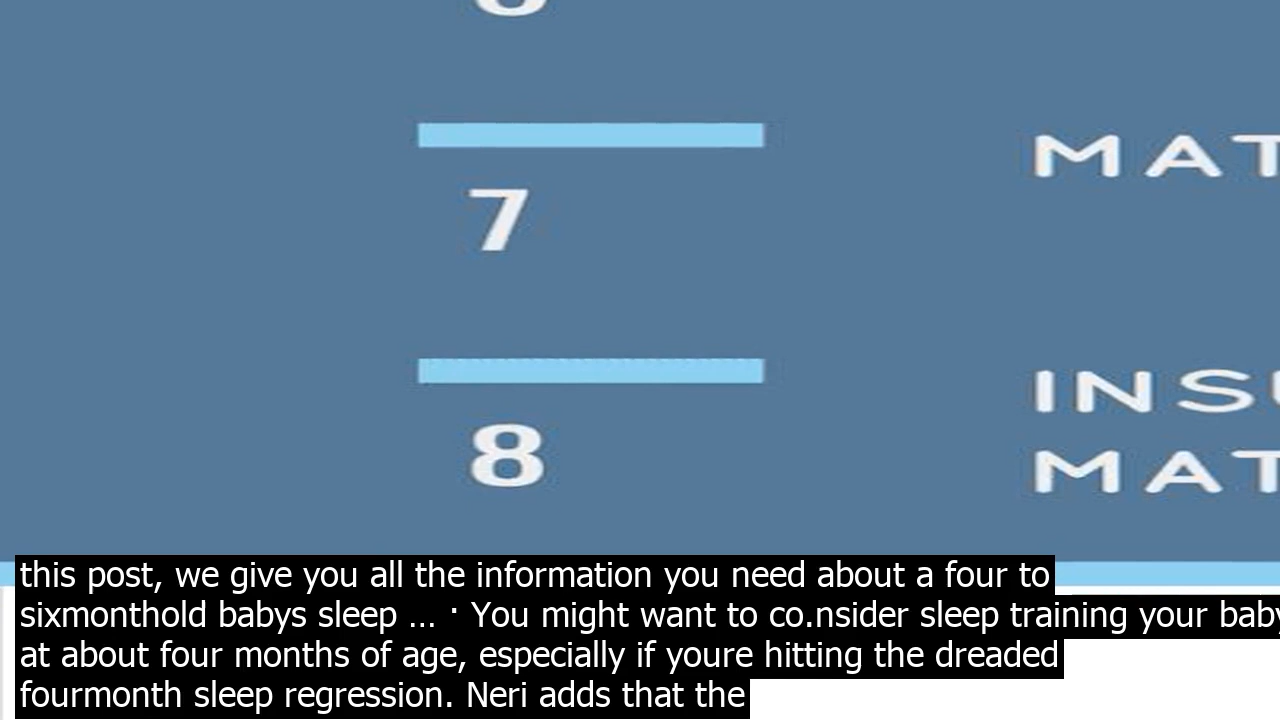 MAT
7
INS
8
MAT
this post, we give you all the information you need about a four to
sixmonthold babys sleep ... · You might want to co.nsider sleep training your baby
at about four months of age, especially if youre hitting the dreaded
fourmonth sleep regression. Neri adds that the